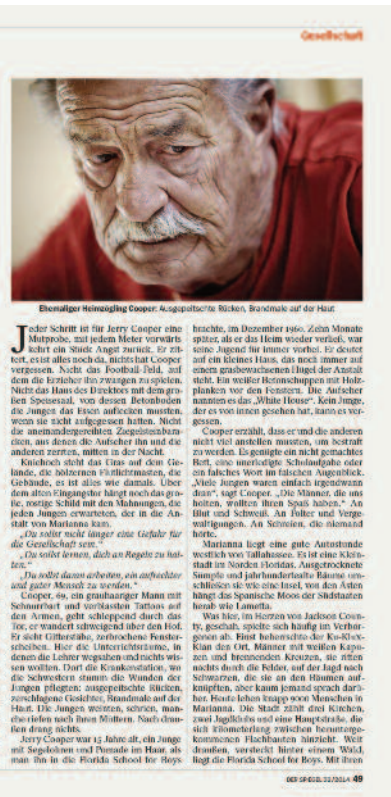 Gesellschaft
Ehemaliger Heimzögling Cooper: Ausgepeitschte Rücken, Brandmale auf der Haut
Jeder Schritt ist für Jerry Cooper eine
Mutprobe, mit jedem Meter vorwärts
kehrt ein Stück Angst zurück. Er zit-
tert, es ist alles noch da, nichts hat Cooper
vergessen. Nicht das Football-Feld, auf
dem die Erzieher ihn zwangen zu spielen.
Nicht das Haus des Direktors mit dem gro-
ßen Speisesaal, von dessen Betonboden
die Jungen das Essen auflecken mussten,
wenn sie nicht aufgegessen hatten. Nicht
die aneinandergereihten Ziegelsteinbara-
cken, aus denen die Aufseher ihn und die
anderen zerrten, mitten in der Nacht.
Kniehoch steht das Gras auf dem Ge-
lände, die hölzernen Flutlichtmasten, die
Gebäude, es ist alles wie damals. Über
dem alten Eingangstor hängt noch das gro-
ße, rostige Schild mit den Mahnungen, die
jeden Jungen erwarteten, der in die An-
stalt von Marianna kam.
„Du sollst nicht länger eine Gefahr für
die Gesellschaft sein.“
„Du sollst lernen, dich an Regeln zu hal-
ten.“
„Du sollst daran arbeiten, ein aufrechter
und guter Mensch zu werden.“
Cooper, 69, ein grauhaariger Mann mit
Schnurrbart und verblassten Tattoos auf
den Armen, geht schleppend durch das
Tor, er wandert schweigend über den Hof.
Er sieht Gitterstäbe, zerbrochene Fenster-
scheiben. Hier die Unterrichtsräume, in
denen die Lehrer wegsahen und nichts wis-
sen wollten. Dort die Krankenstation, wo
die Schwestern stumm die Wunden der
Jungen pflegten: ausgepeitschte Rücken,
zerschlagene Gesichter, Brandmale auf der
Haut. Die Jungen weinten, schrien, man-
che riefen nach ihren Müttern. Nach drau-
ßen drang nichts.
Jerry Cooper war 15 Jahre alt, ein Junge
mit Segelohren und Pomade im Haar, als
man ihn in die Florida School for Boys
brachte, im Dezember 1960. Zehn Monate
später, als er das Heim wieder verließ, war
seine Jugend für immer vorbei. Er deutet
auf ein kleines Haus, das noch immer auf
einem grasbewachsenen Hügel der Anstalt
steht. Ein weißer Betonschuppen mit Holz-
planken vor den Fenstern. Die Aufseher
nannten es das „White House“. Kein Junge,
der es von innen gesehen hat, kann es ver-
gessen.
Cooper erzählt, dass er und die anderen
nicht viel anstellen mussten, um bestraft
zu werden. Es genügte ein nicht gemachtes
Bett, eine unerledigte Schulaufgabe oder
ein falsches Wort im falschen Augenblick.
„Viele Jungen waren einfach irgendwann
dran“, sagt Cooper. „Die Männer, die uns
holten, wollten ihren Spaß haben.“ An
Blut und Schweiß. An Folter und Verge-
waltigungen. An Schreien, die niemand
hörte.
Marianna liegt eine gute Autostunde
westlich von Tallahassee. Es ist eine Klein-
stadt im Norden Floridas. Ausgetrocknete
Sümpfe und jahrhundertealte Bäume um-
schließen sie wie eine Insel, von den Ästen
hängt das Spanische Moos der Südstaaten
herab wie Lametta.
Was hier, im Herzen von Jackson Coun-
ty, geschah, spielte sich häufig im Verbor-
genen ab. Einst beherrschte der Ku-Klux-
Klan den Ort, Männer mit weißen Kapu-
zen und brennenden Kreuzen, sie ritten
nachts durch die Felder, auf der Jagd nach
Schwarzen, die sie an den Bäumen auf-
knüpften, aber kaum jemand sprach darü-
ber. Heute leben knapp 9000 Menschen in
Marianna. Die Stadt zählt drei Kirchen,
zwei Jagdklubs und eine Hauptstraße, die
sich kilometerlang zwischen herunterge-
kommenen Flachbauten hinzieht. Weit
draußen, versteckt hinter einem Wald,
liegt die Florida School for Boys. Mit ihren
DER SPIEGEL 32/2014 49